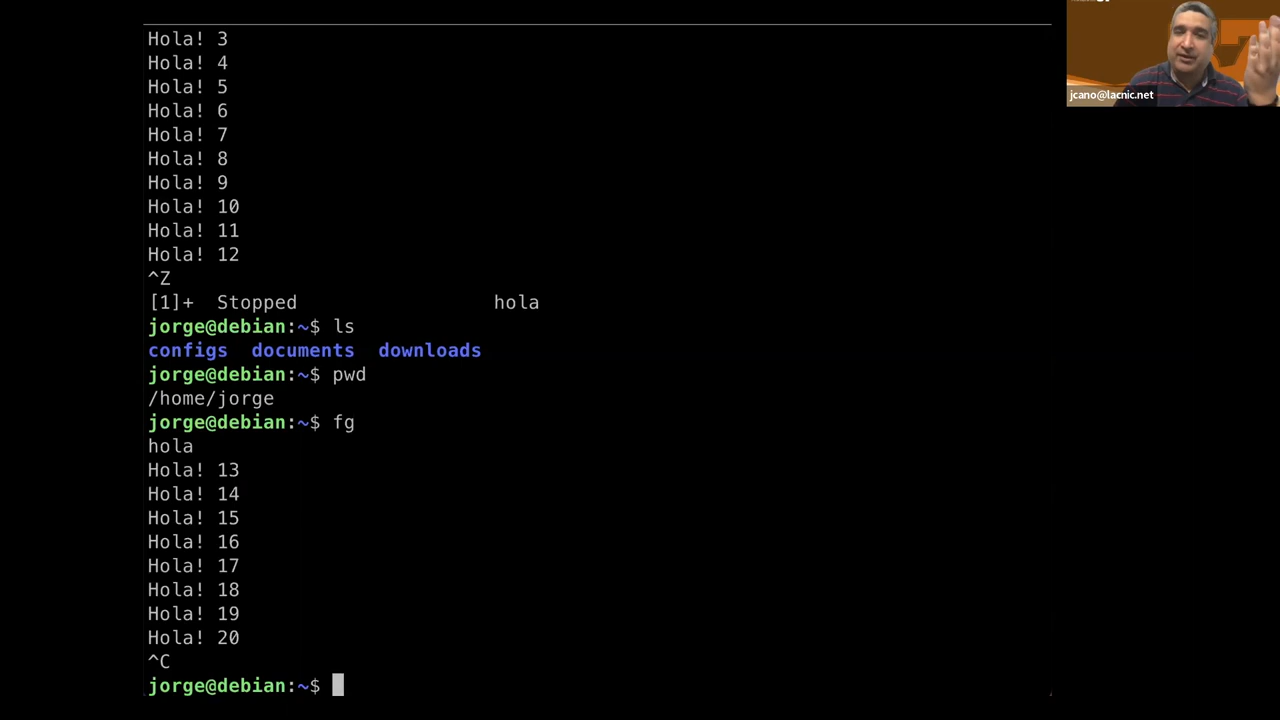 Hola! 3
Hola! 4
Hola! 5
Hola! 6
Hola! 7
Hola! 8
Hola! 9
Hola! 10
Hola! 11
Hola! 12
^Z
[1]+  Stopped                 hola
jorge@debian:~$ ls
configs  documents  downloads
jorge@debian:~$ pwd
/home/jorge
jorge@debian:~$ fg
hola
Hola! 13
Hola! 14
Hola! 15
Hola! 16
Hola! 17
Hola! 18
Hola! 19
Hola! 20
^C
jorge@debian:~$
jcano@lacnic.net